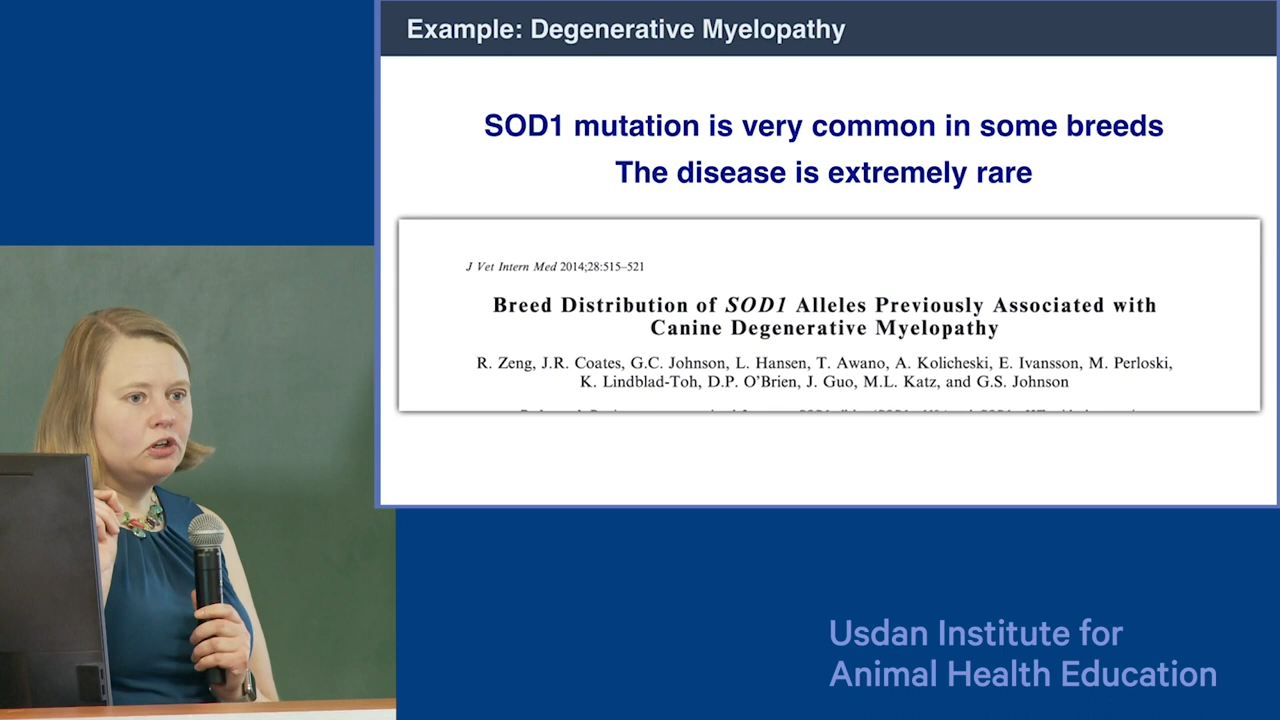 Example: Degenerative Myelopathy
SOD1 mutation is very common in some breeds
The disease is extremely rare
J Vet Intern Med 2014;28:515–521
Breed Distribution of SOD1 Alleles Previously Associated with
Canine Degenerative Myelopathy
R. Zeng, J.R. Coates, G.C. Johnson, L. Hansen, T. Awano, A. Kolicheski, E. Ivansson, M. Perloski,
K. Lindblad-Toh, D.P. O'Brien, J. Guo, M.L. Katz, and G.S. Johnson
Usdan Institute for
Animal Health Education